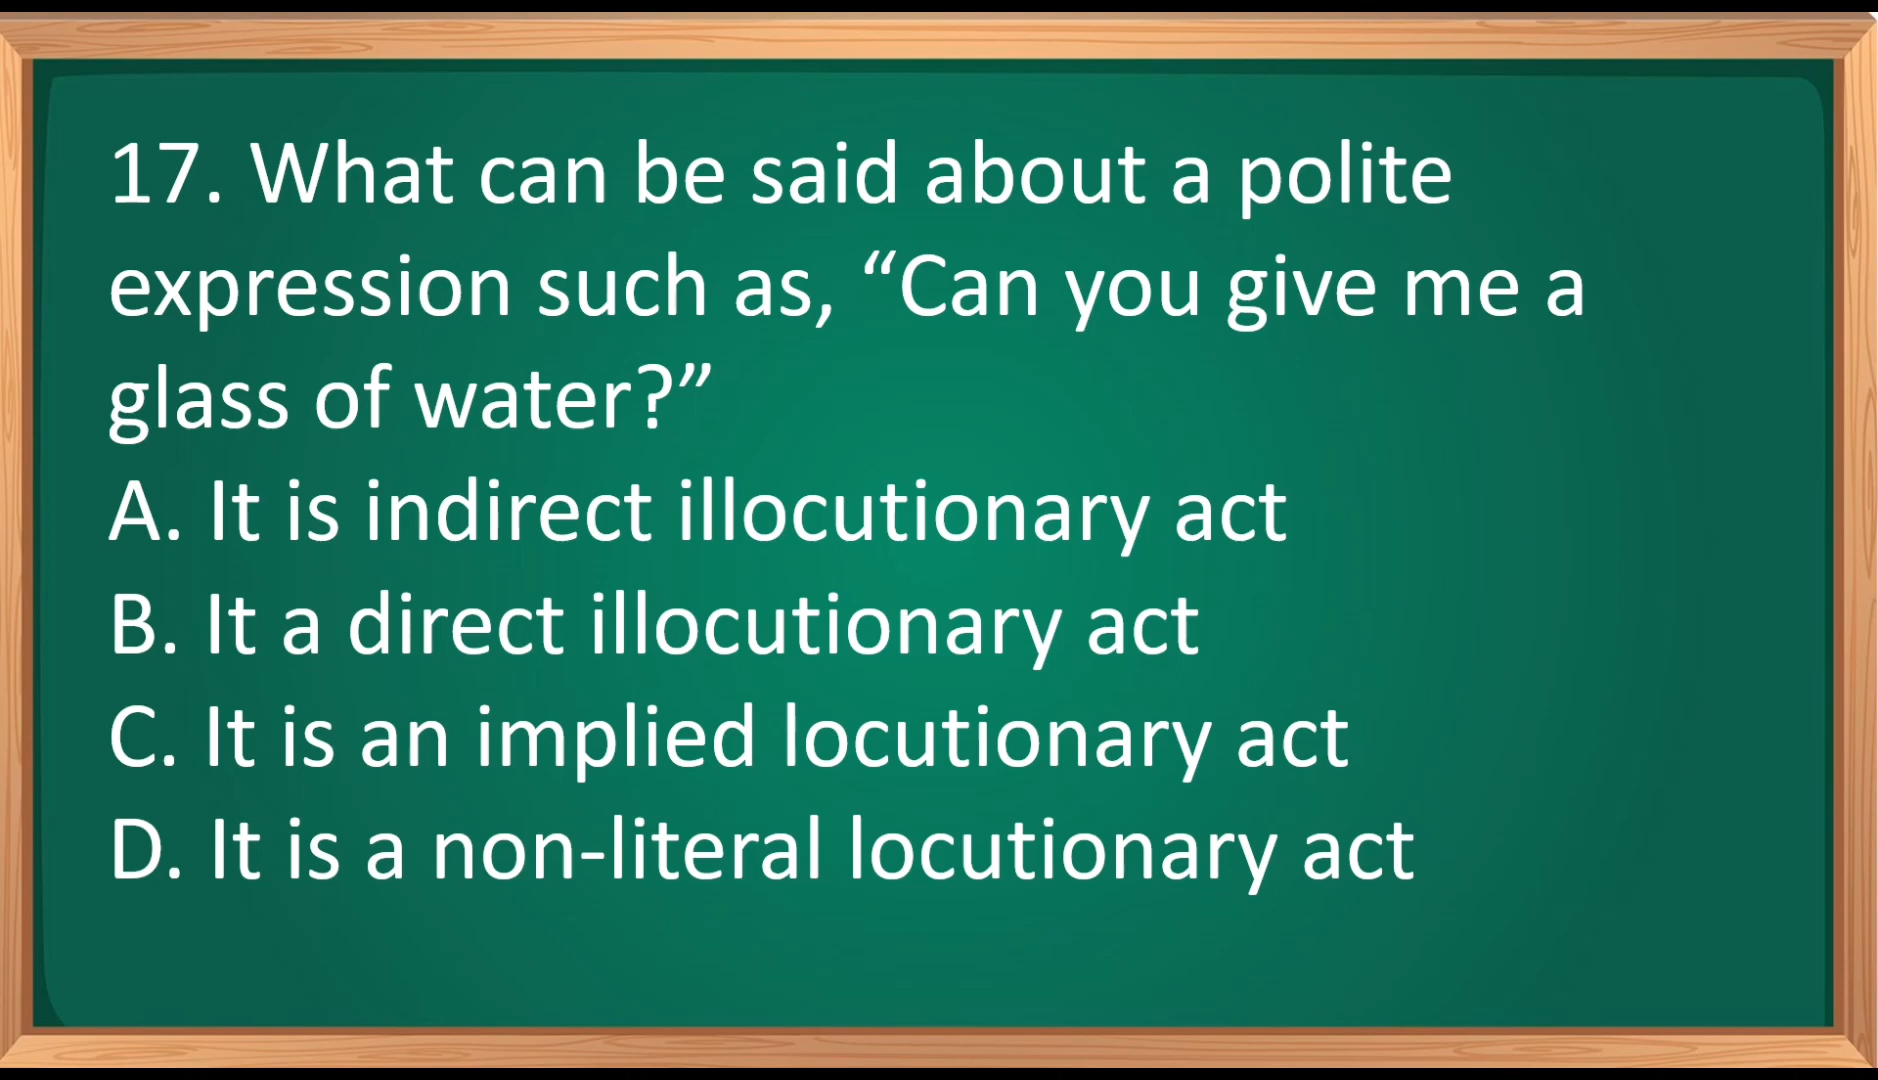 17. What can be said about a polite
expression such as, “Can you give me a
glass of water?”
A. It is indirect illocutionary act
B. It a direct illocutionary act
C. It is an implied locutionary act
D. It is a non-literal locutionary act